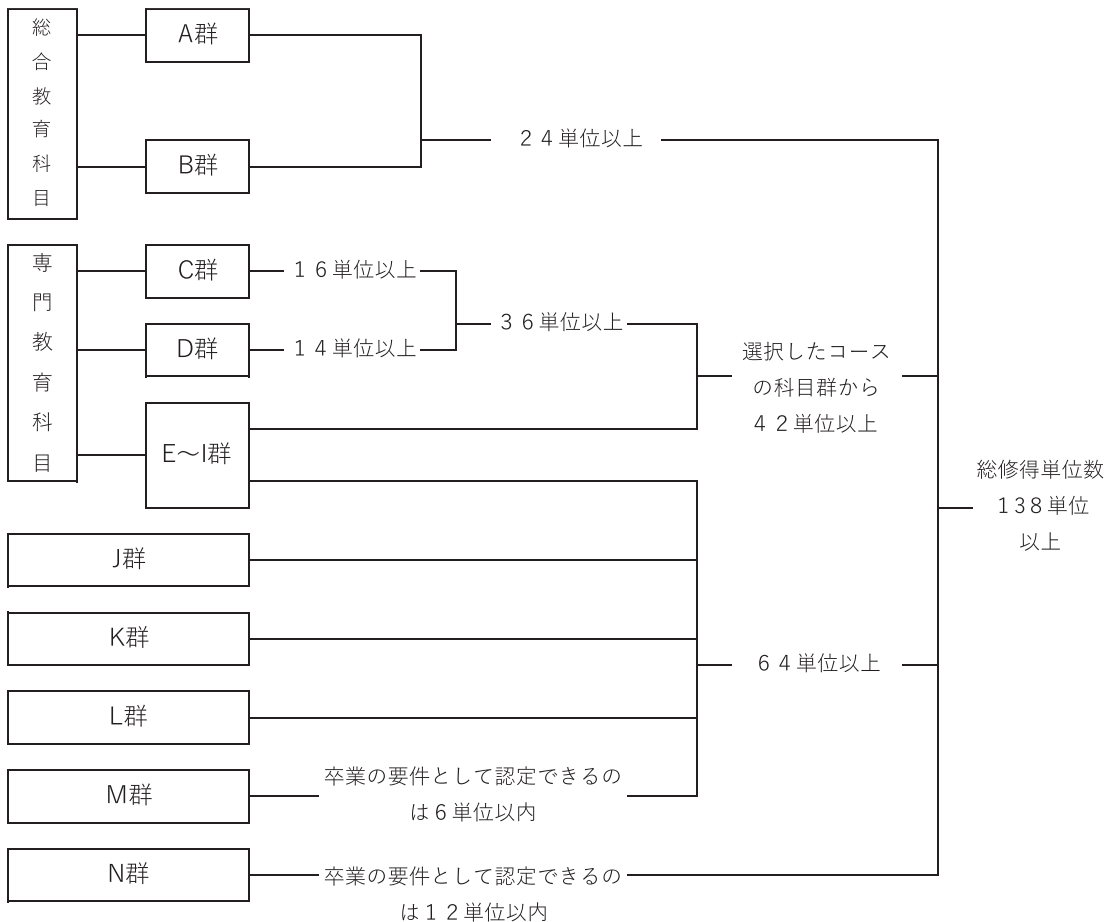 総合教育科目
A群
B群
２４単位以上
専門教育科目
C群
１６単位以上
D群
１４単位以上
３６単位以上
E～I群
選択したコース
の科目群から
４２単位以上
総修得単位数
138単位
以上
J群
K群
L群
６４単位以上
M群
卒業の要件として認定できるの
は６単位以内
N群
卒業の要件として認定できるの
は１２単位以内